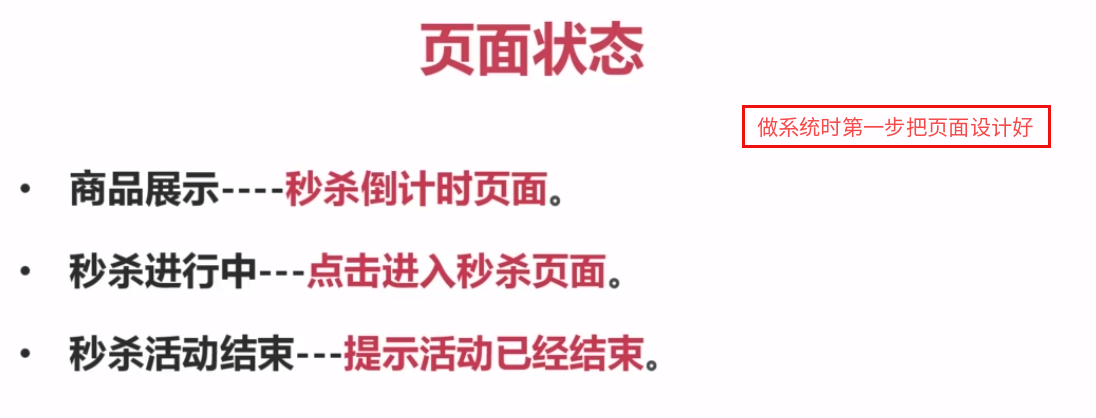 页面状态
做系统时第一步把页面设计好
• 商品展示----秒杀倒计时页面。
• 秒杀进行中---点击进入秒杀页面。
• 秒杀活动结束---提示活动已经结束。